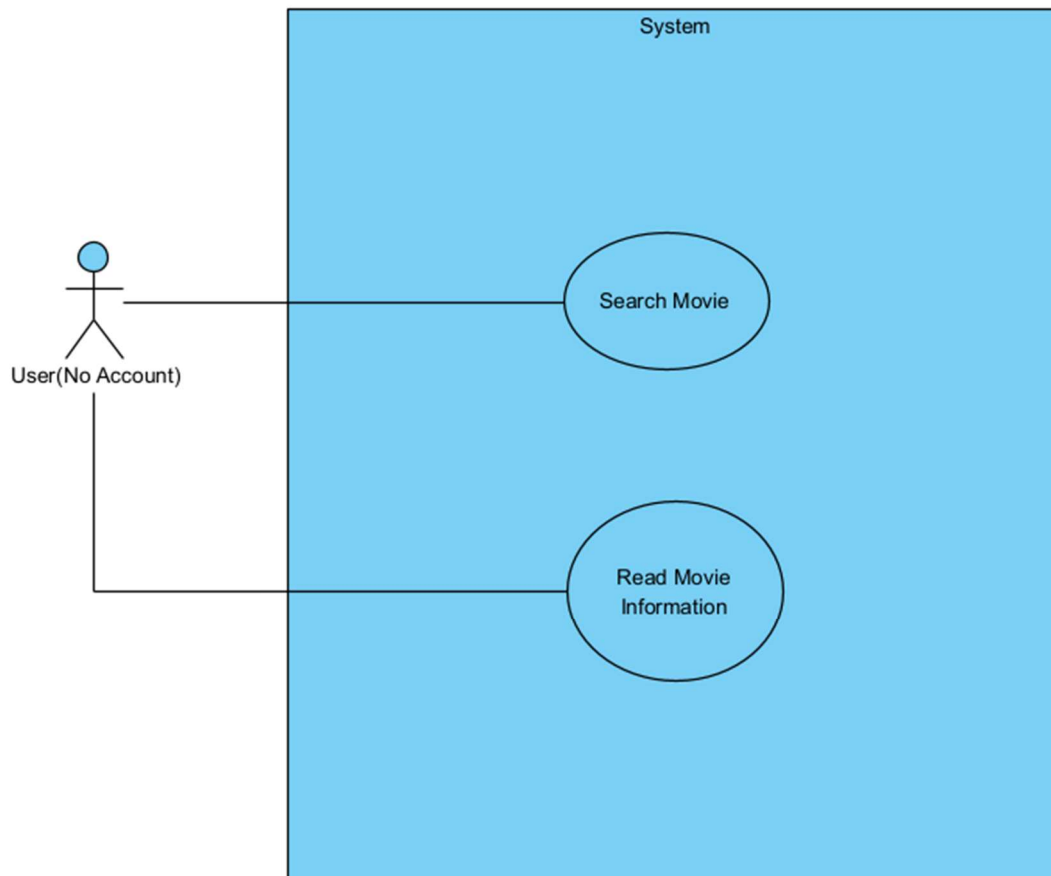 System
Search Movie
User(No Account)
Read Movie
Information